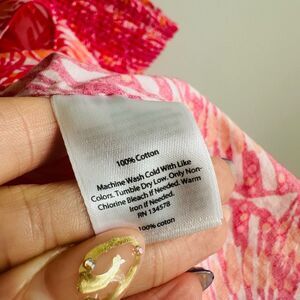 100% Cotton
Machine Wash Cold With Like
Colors. Tumble Dry Low. Only Non-
Chlorine Bleach If Needed. Warm
Iron If Needed.
RN 134578
100% cotton